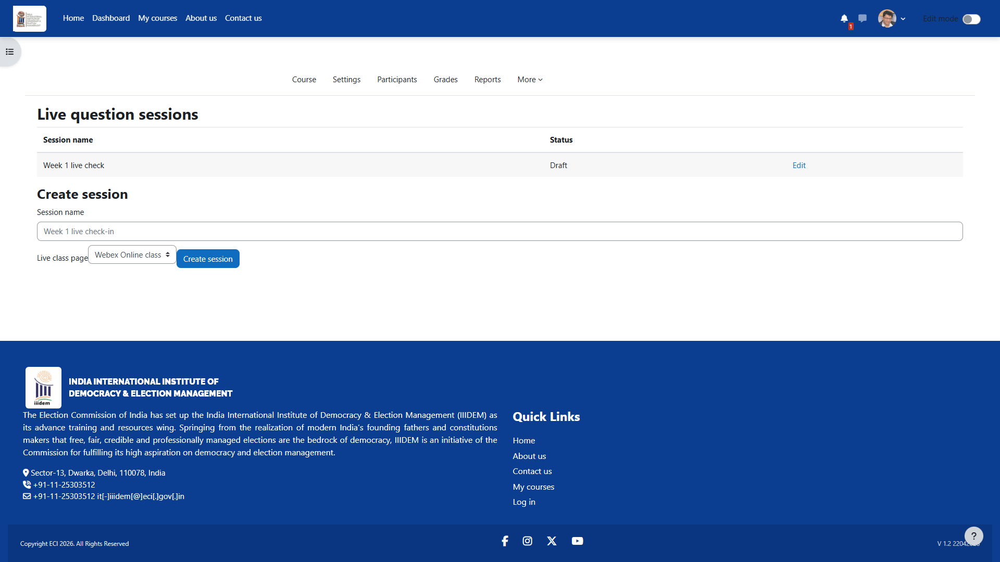 Home Dashboard My courses About us Contact us
1
Edit mode
Course Settings Participants Grades Reports More
Live question sessions
Session name Status
Week 1 live check Draft Edit
Create session
Session name
Week 1 live check-in
Live class page Webex Online class Create session
iiidem
INDIA INTERNATIONAL INSTITUTE OF
DEMOCRACY & ELECTION MANAGEMENT
The Election Commission of India has set up the India International Institute of Democracy & Election Management (IIIDEM) as
its advance training and resources wing. Springing from the realization of modern India’s founding fathers and constitutions
makers that free, fair, credible and professionally managed elections are the bedrock of democracy, IIIDEM is an initiative of the
Commission for fulfilling its high aspiration on democracy and election management.
Sector-13, Dwarka, Delhi, 110078, India
+91-11-25303512
+91-11-25303512 it[-]iiidem[@]eci[.]gov[.]in
Quick Links
Home
About us
Contact us
My courses
Log in
Copyright ECI 2026. All Rights Reserved
?
V 1.2